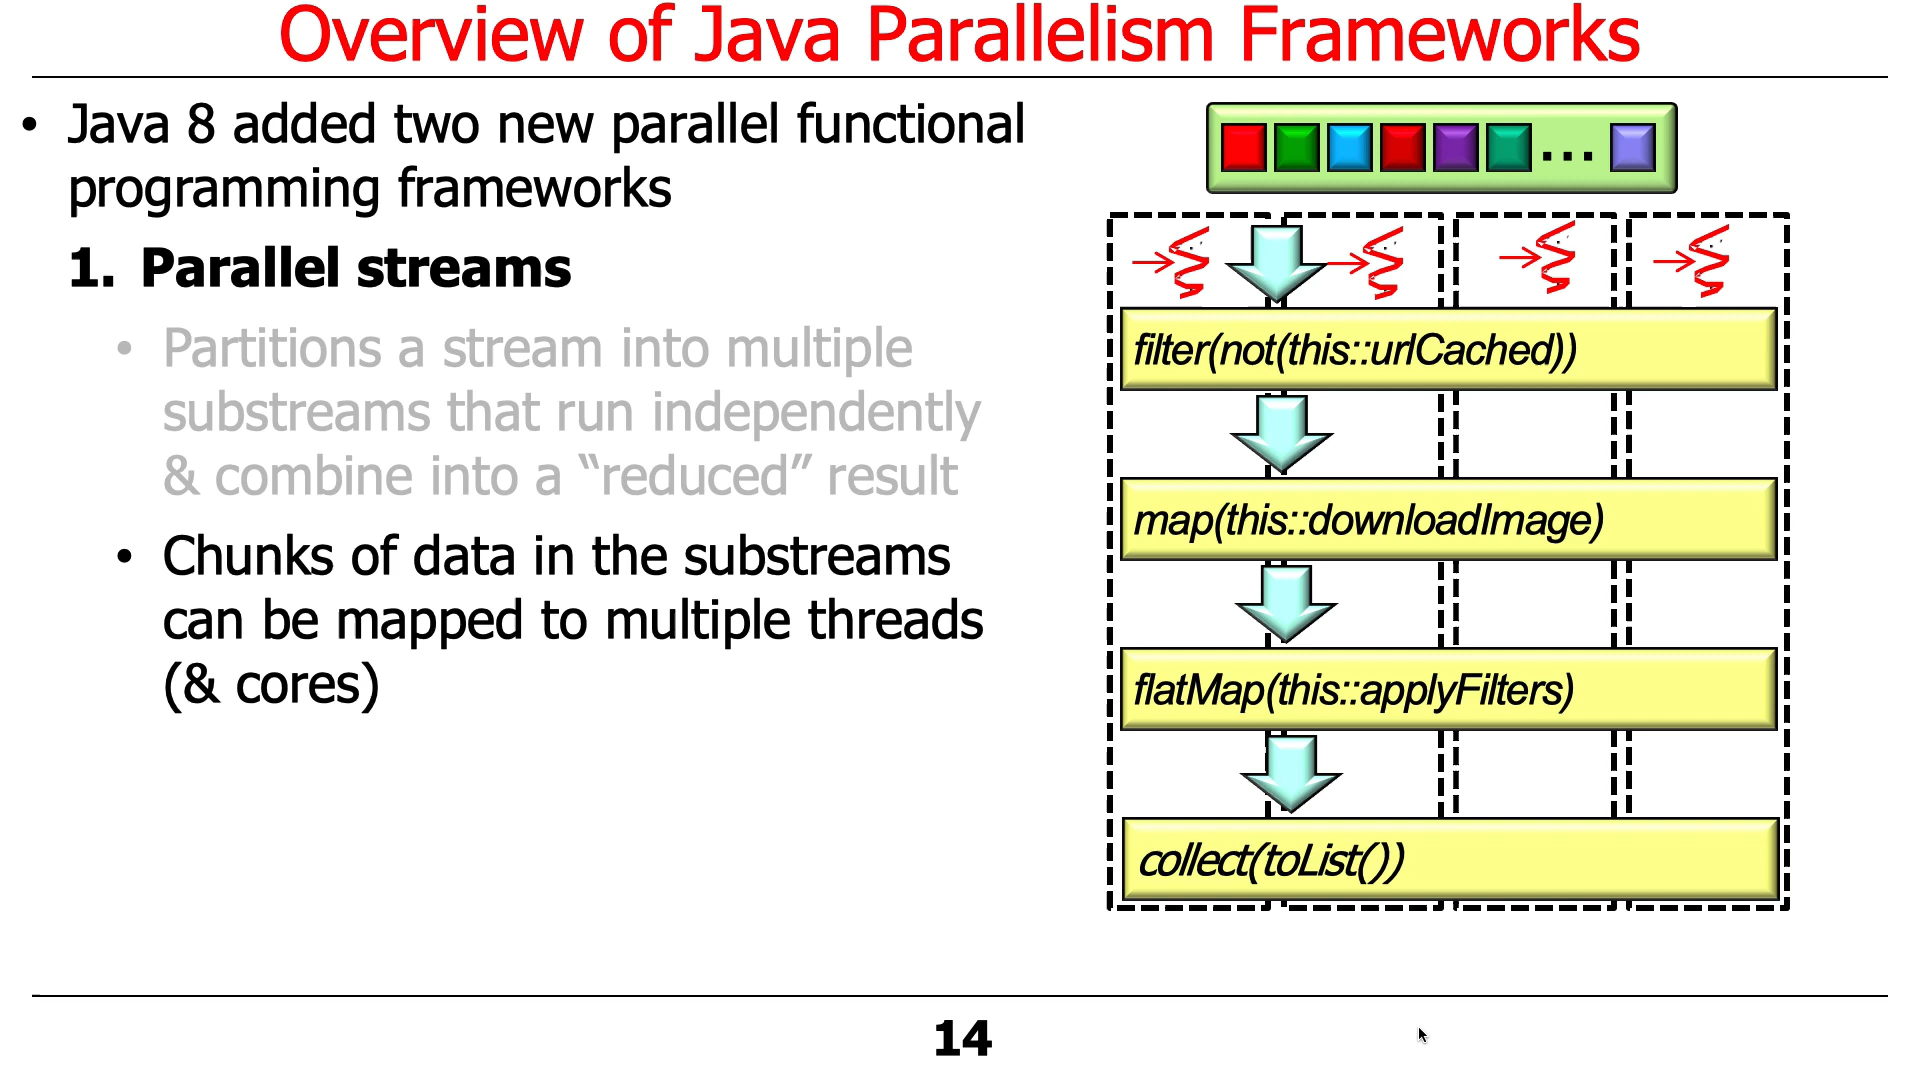 Overview of Java Parallelism Frameworks
• Java 8 added two new parallel functional
programming frameworks
1. Parallel streams
• Partitions a stream into multiple
substreams that run independently
& combine into a “reduced” result
• Chunks of data in the substreams
can be mapped to multiple threads
(& cores)
...
filter(not(this::urlCached))
map(this::downloadImage)
flatMap(this::applyFilters)
collect(toList())
14